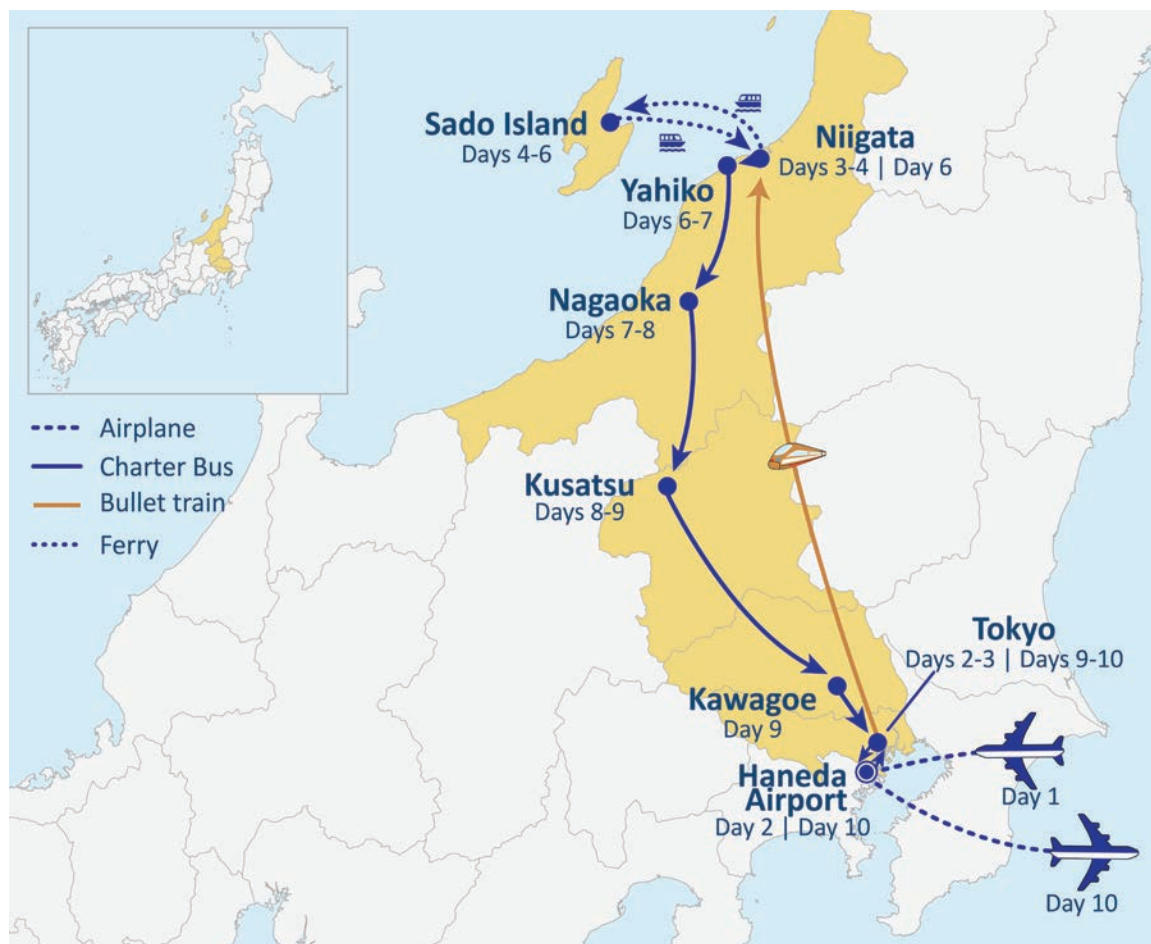 Sado Island
Days 4-6
Niigata
Days 3-4 | Day 6
Yahiko
Days 6-7
Nagaoka
Days 7-8
Airplane
Charter Bus
Bullet train
Ferry
Kusatsu
Days 8-9
Tokyo
Days 2-3 | Days 9-10
Kawagoe
Day 9
Haneda
Airport
Day 2 | Day 10
Day 1
Day 10